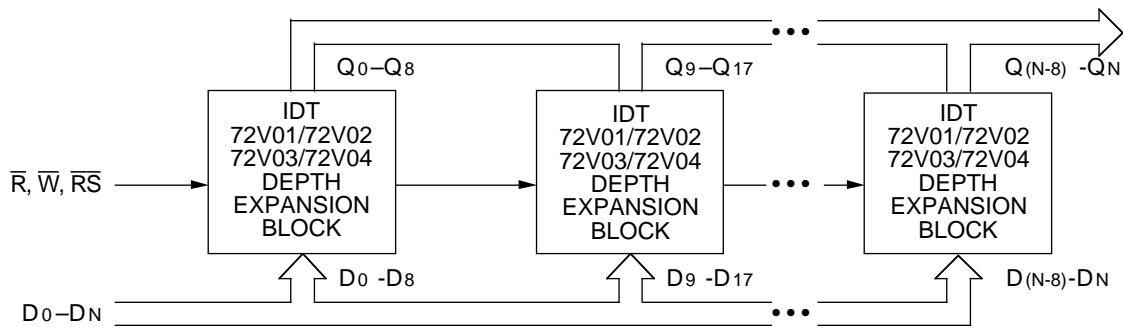 Q0–Q8 Q9–Q17 Q(N-8) -QN
IDT
72V01/72V02
72V03/72V04
DEPTH
EXPANSION
BLOCK
IDT
72V01/72V02
72V03/72V04
DEPTH
EXPANSION
BLOCK
IDT
72V01/72V02
72V03/72V04
DEPTH
EXPANSION
BLOCK
R̅, W̅, R̅S̅
D0 -D8 D9 -D17 D(N-8)-DN
D0–DN